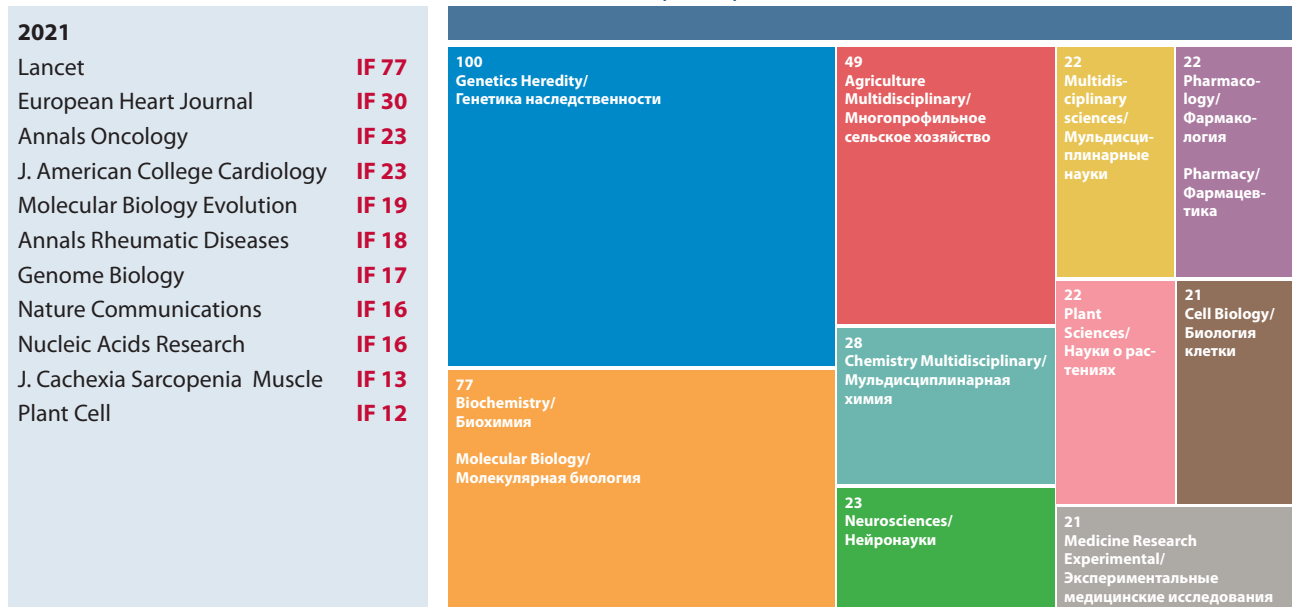 2021
Lancet IF 77
European Heart Journal IF 30
Annals Oncology IF 23
J. American College Cardiology IF 23
Molecular Biology Evolution IF 19
Annals Rheumatic Diseases IF 18
Genome Biology IF 17
Nature Communications IF 16
Nucleic Acids Research IF 16
J. Cachexia Sarcopenia Muscle IF 13
Plant Cell IF 12
100
Genetics Heredity/
Генетика наследственности
77
Biochemistry/
Биохимия
Molecular Biology/
Молекулярная биология
49
Agriculture
Multidisciplinary/
Многопрофильное
сельское хозяйство
28
Chemistry Multidisciplinary/
Мульдисциплинарная
химия
23
Neurosciences/
Нейронауки
22
Multidis-
ciplinary
sciences/
Мульдисци-
плинарные
науки
22
Pharmaco-
logy/
Фармако-
логия
Pharmacy/
Фармацев-
тика
22
Plant
Sciences/
Науки о рас-
тениях
21
Cell Biology/
Биология
клетки
21
Medicine Research
Experimental/
Экспериментальные
медицинские исследования